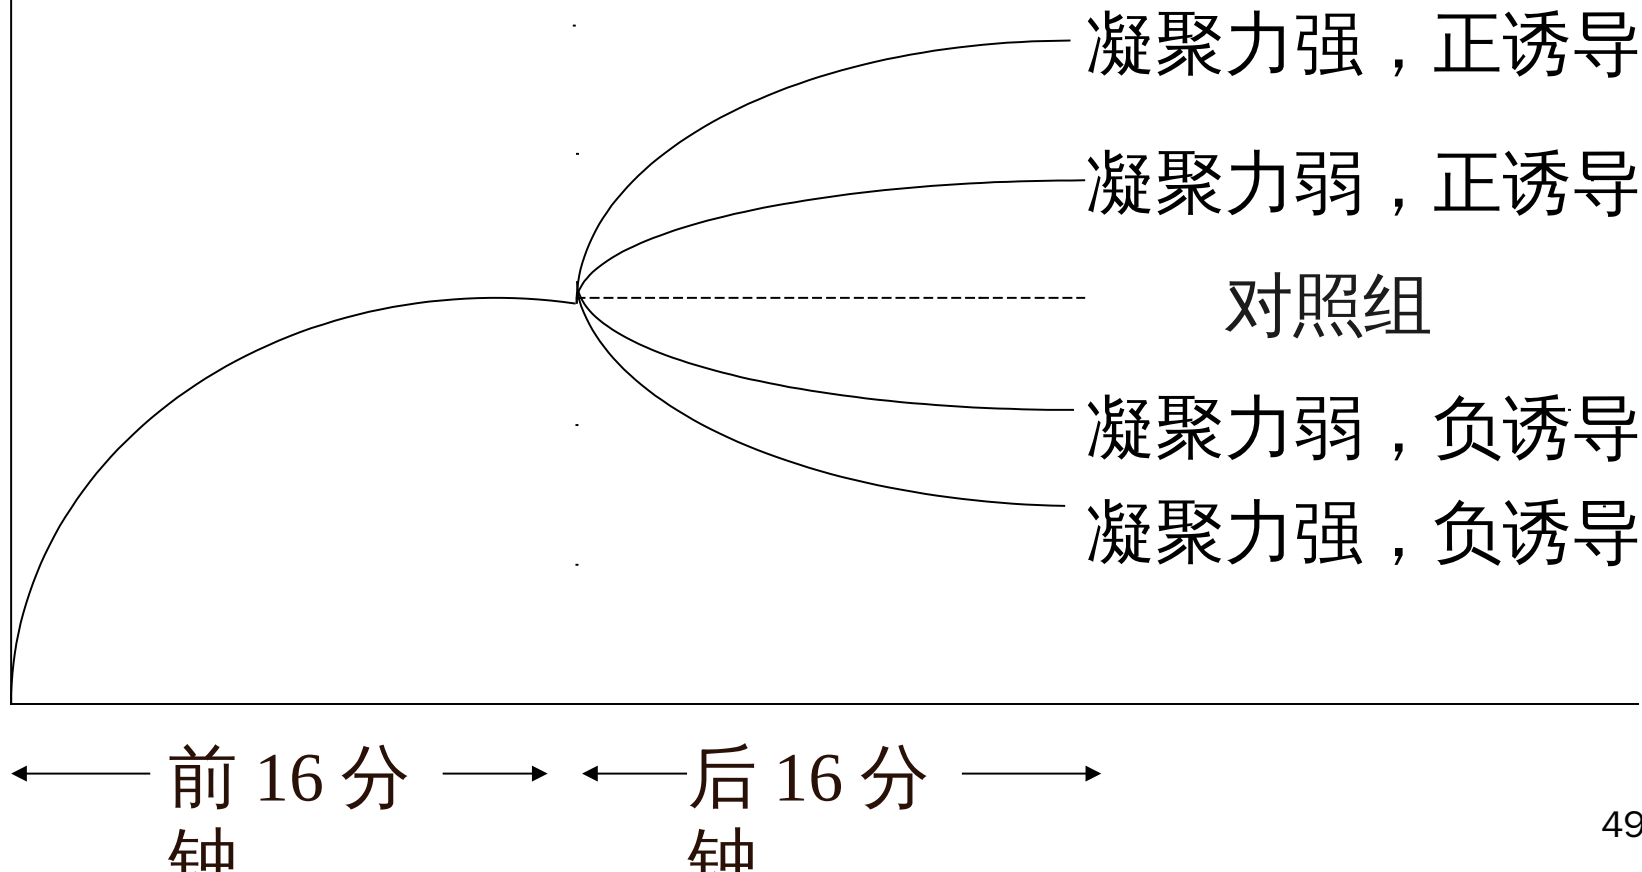 凝聚力强，正诱导
凝聚力弱，正诱导
对照组
凝聚力弱，负诱导
凝聚力强，负诱导
前 16 分
钟
后 16 分
钟
49